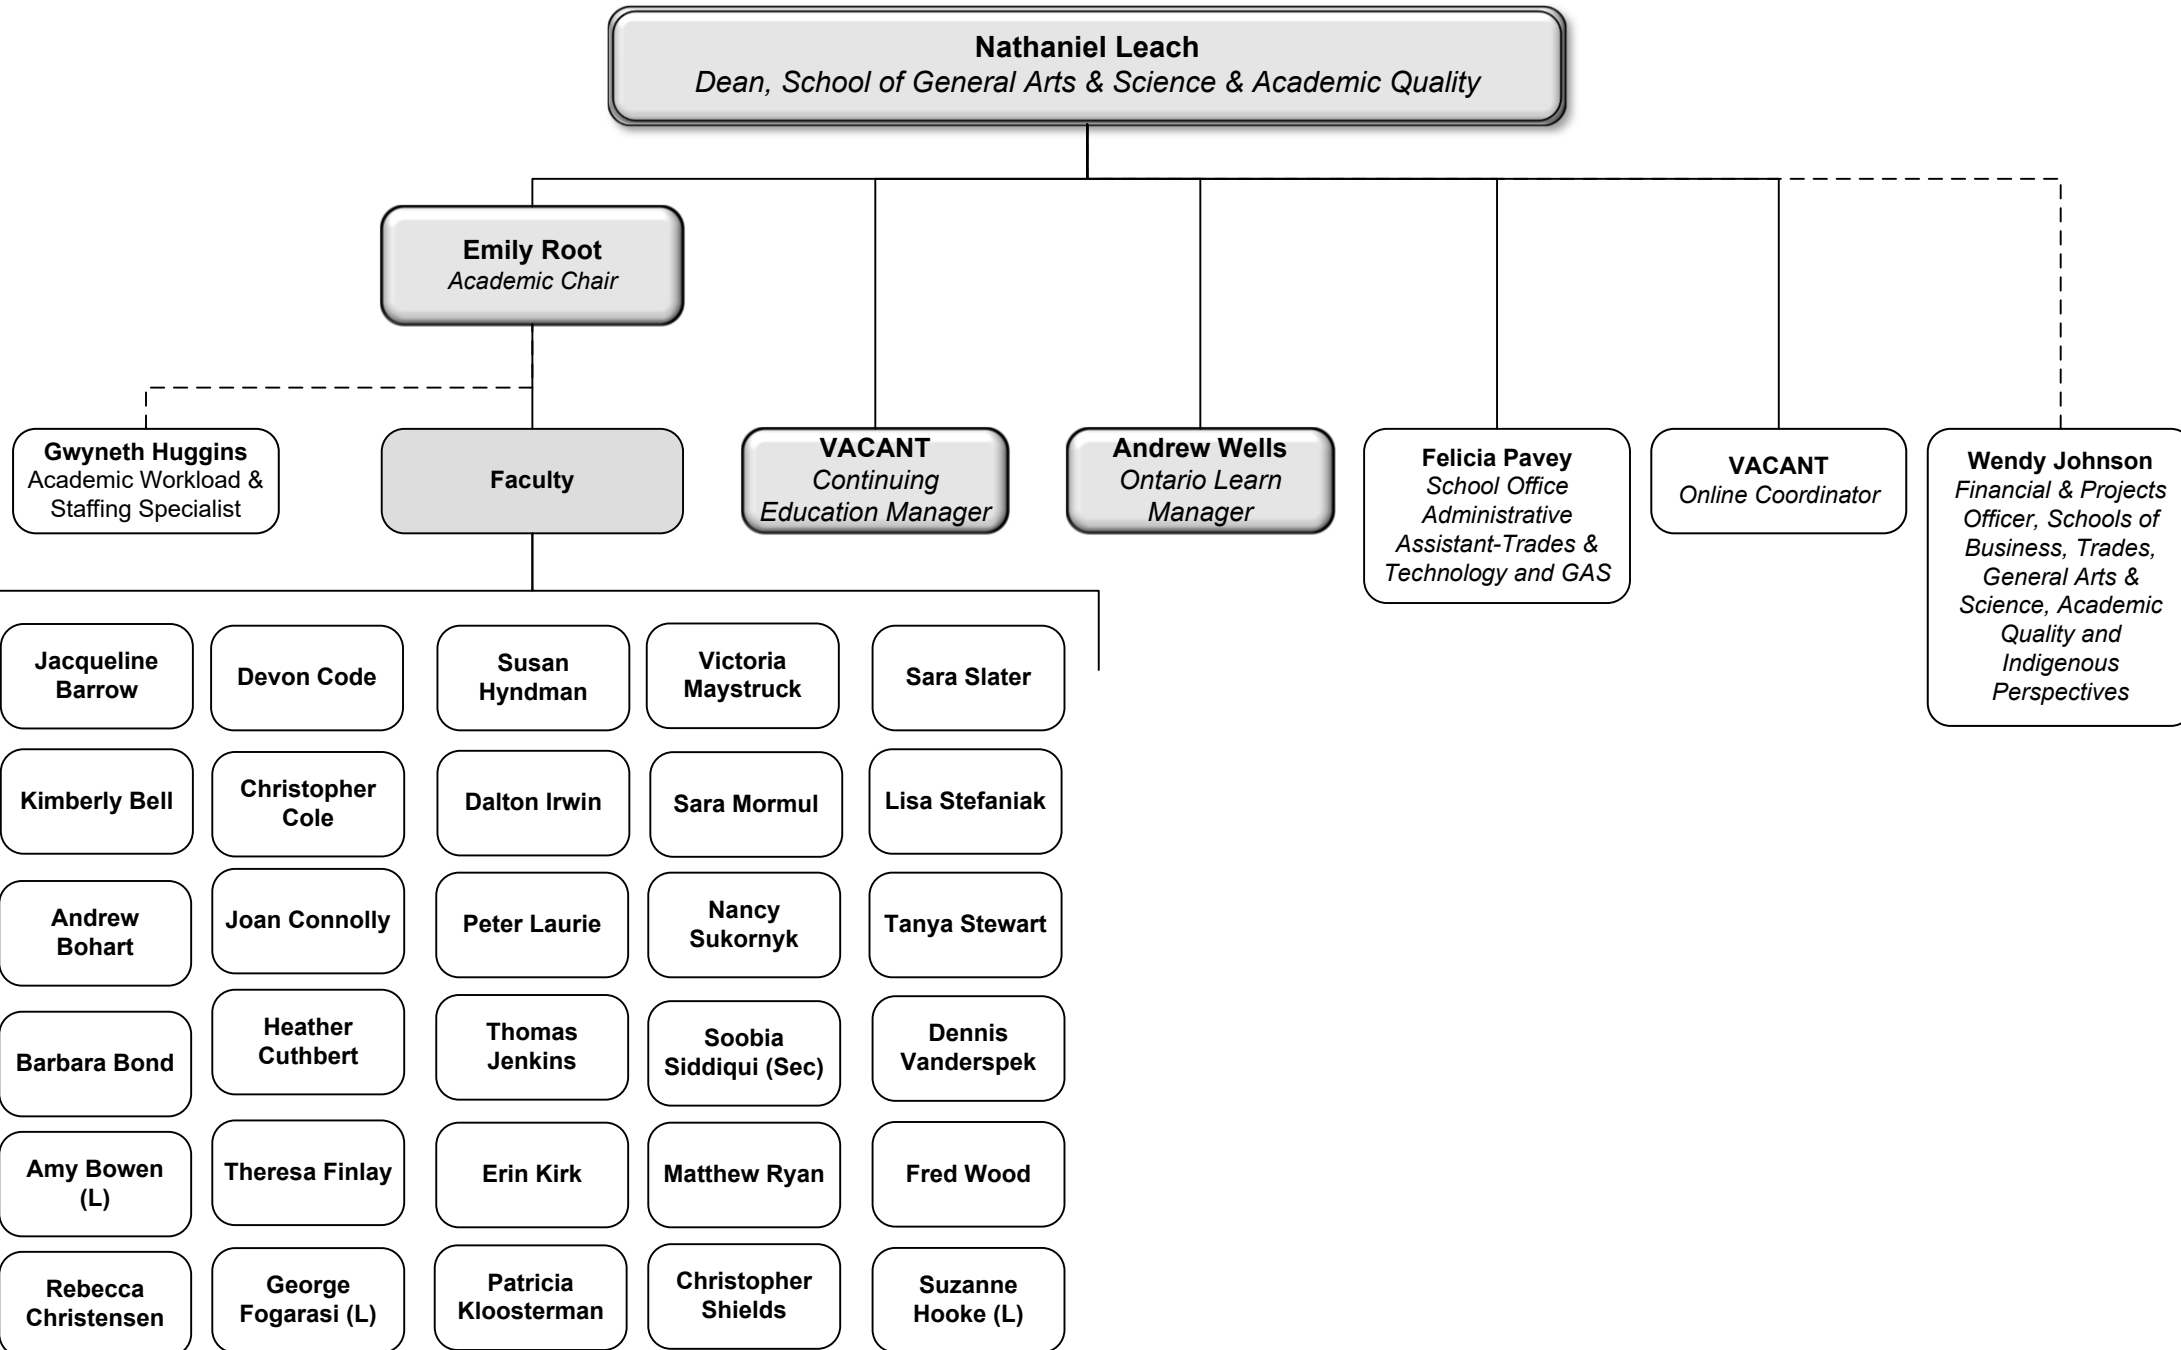 Nathaniel Leach
Dean, School of General Arts & Science & Academic Quality
Emily Root
Academic Chair
Gwyneth Huggins
Academic Workload &
Staffing Specialist
Faculty
VACANT
Continuing
Education Manager
Andrew Wells
Ontario Learn
Manager
Felicia Pavey
School Office
Administrative
Assistant-Trades &
Technology and GAS
VACANT
Online Coordinator
Wendy Johnson
Financial & Projects
Officer, Schools of
Business, Trades,
General Arts &
Science, Academic
Quality and
Indigenous
Perspectives
Jacqueline
Barrow
Devon Code
Susan
Hyndman
Victoria
Maystruck
Sara Slater
Kimberly Bell
Christopher
Cole
Dalton Irwin
Sara Mormul
Lisa Stefaniak
Andrew
Bohart
Joan Connolly
Peter Laurie
Nancy
Sukornyk
Tanya Stewart
Barbara Bond
Heather
Cuthbert
Thomas
Jenkins
Soobia
Siddiqui (Sec)
Dennis
Vanderspek
Amy Bowen
(L)
Theresa Finlay
Erin Kirk
Matthew Ryan
Fred Wood
Rebecca
Christensen
George
Fogarasi (L)
Patricia
Kloosterman
Christopher
Shields
Suzanne
Hooke (L)